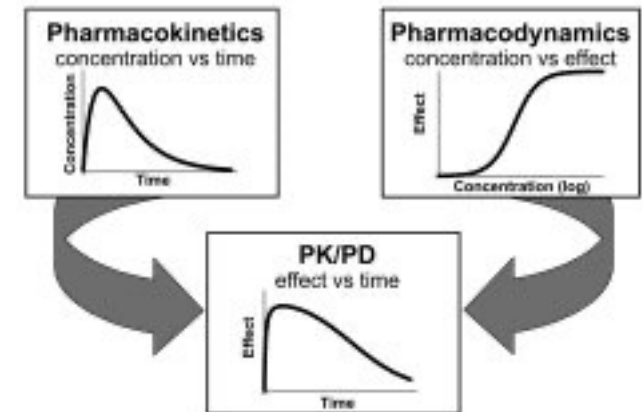 Pharmacokinetics
concentration vs time
Concentration
Time
Pharmacodynamics
concentration vs effect
Effect
Concentration (log)
PK/PD
effect vs time
Effect
Time